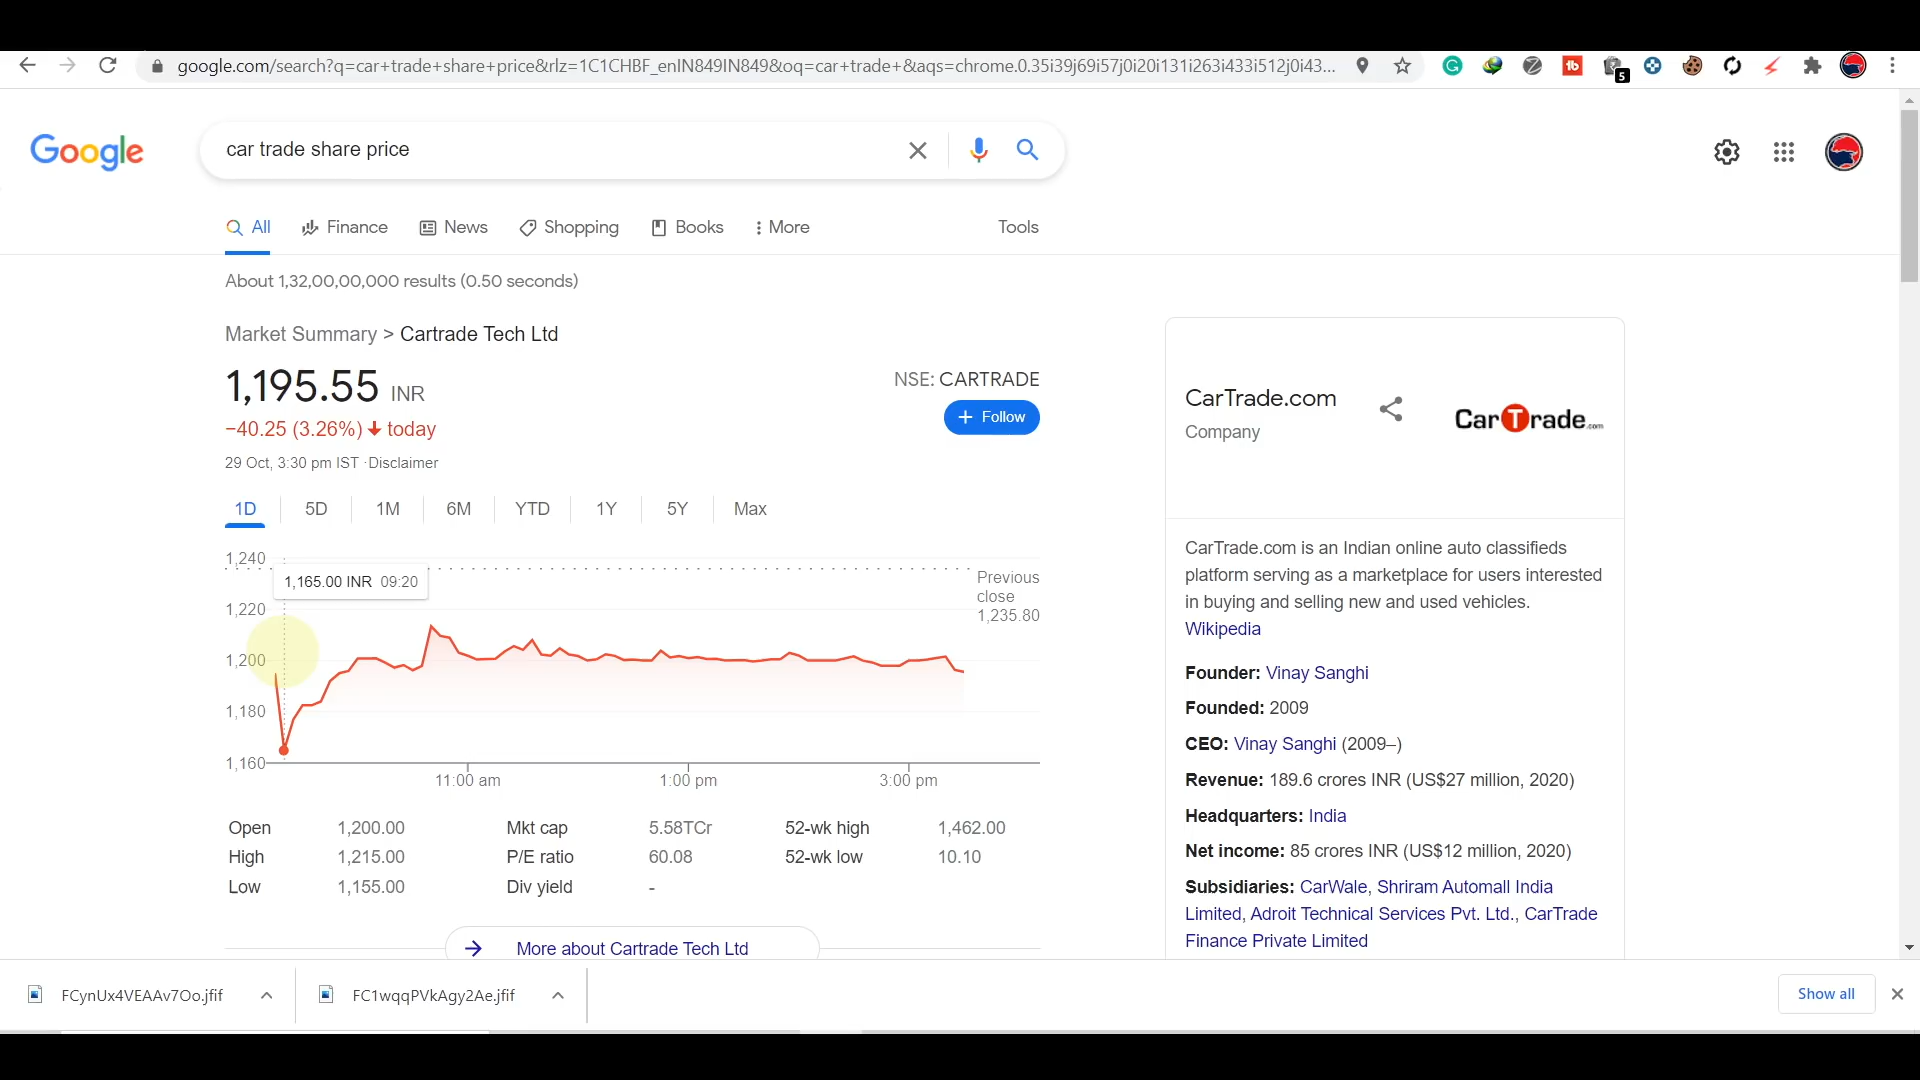 google.com/search?q=car+trade+share+price&rlz=1C1CHBF_enIN849IN849&oq=car+trade+&aqs=chrome.0.35i39j69i57j0i20i131i263i433i512j0i43...
tb
5
Google
car trade share price
All
Finance
News
Shopping
Books
More
Tools
About 1,32,00,00,000 results (0.50 seconds)
Market Summary > Cartrade Tech Ltd
1,195.55 INR
NSE: CARTRADE
−40.25 (3.26%) today
+ Follow
29 Oct, 3:30 pm IST · Disclaimer
1D
5D
1M
6M
YTD
1Y
5Y
Max
1,240
1,220
1,200
1,180
1,160
1,165.00 INR 09:20
Previous
close
1,235.80
11:00 am
1:00 pm
3:00 pm
Open 1,200.00 Mkt cap 5.58TCr 52-wk high 1,462.00
High 1,215.00 P/E ratio 60.08 52-wk low 10.10
Low 1,155.00 Div yield -
More about Cartrade Tech Ltd
CarTrade.com
Company
CarTrade.com
CarTrade.com is an Indian online auto classifieds
platform serving as a marketplace for users interested
in buying and selling new and used vehicles.
Wikipedia
Founder: Vinay Sanghi
Founded: 2009
CEO: Vinay Sanghi (2009–)
Revenue: 189.6 crores INR (US$27 million, 2020)
Headquarters: India
Net income: 85 crores INR (US$12 million, 2020)
Subsidiaries: CarWale, Shriram Automall India
Limited, Adroit Technical Services Pvt. Ltd., CarTrade
Finance Private Limited
FCynUx4VEAAv7Oo.jfif
FC1wqqPVkAgy2Ae.jfif
Show all